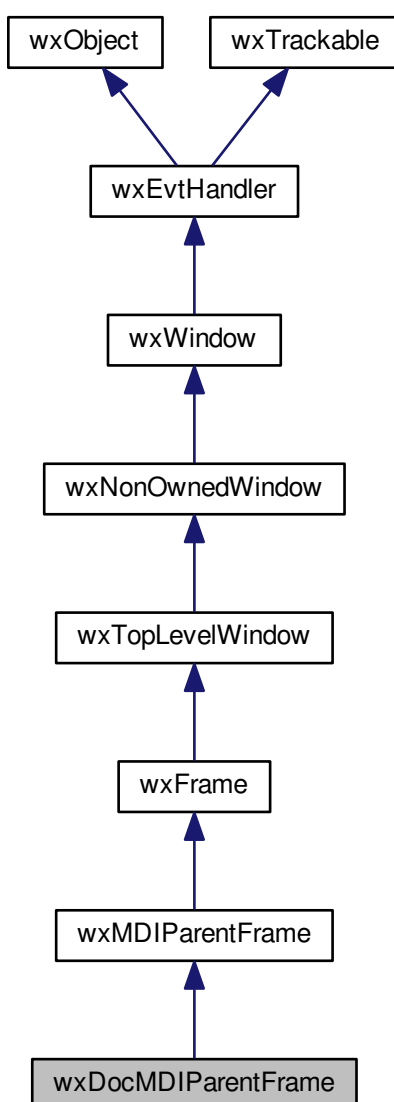 wxObject
wxTrackable
wxEvtHandler
wxWindow
wxNonOwnedWindow
wxTopLevelWindow
wxFrame
wxMDIParentFrame
wxDocMDIParentFrame